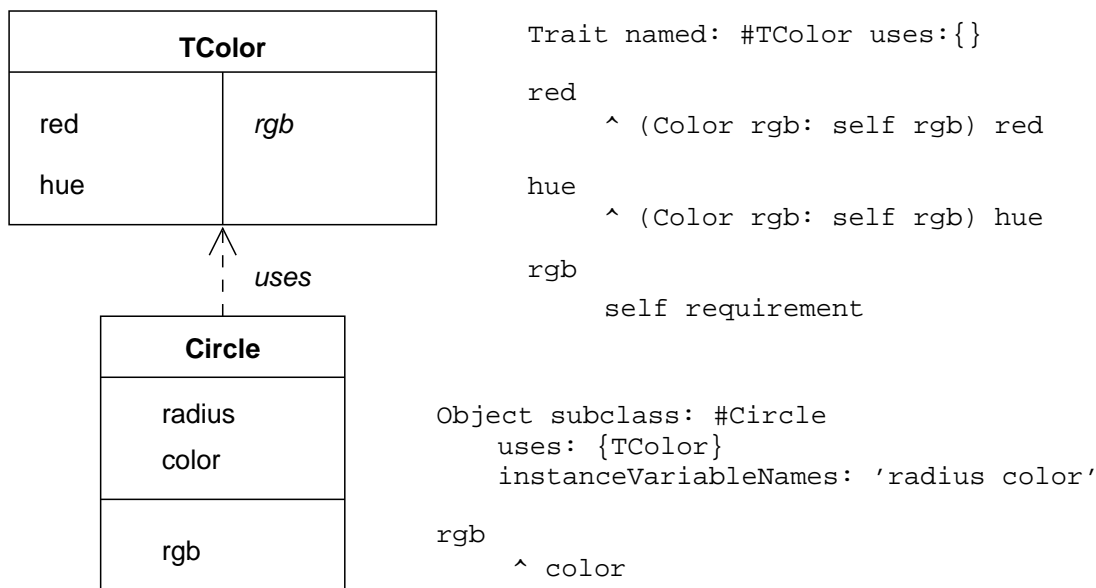 TColor
red
rgb
hue
uses
Circle
radius
color
rgb
Trait named: #TColor uses:{}
red
^ (Color rgb: self rgb) red
hue
^ (Color rgb: self rgb) hue
rgb
self requirement
Object subclass: #Circle
uses: {TColor}
instanceVariableNames: ’radius color’
rgb
^ color